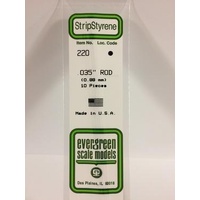 StripStyrene
Item No. Loc. Code
220
.035" ROD
(0.88 mm)
10 Pieces
Made in U.S.A.
evergreen
scale models
Des Plaines, IL 60018